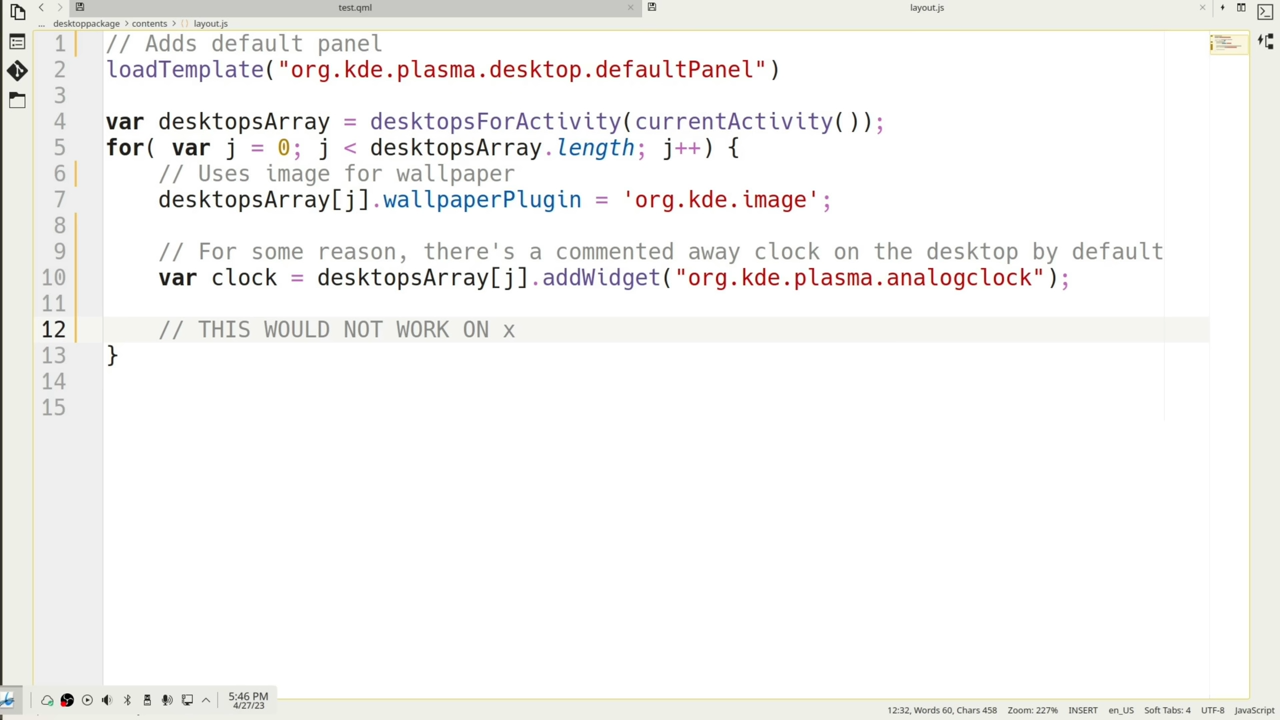 test.qml
layout.js
... desktoppackage > contents > layout.js
1 // Adds default panel
2 loadTemplate("org.kde.plasma.desktop.defaultPanel")
3
4 var desktopsArray = desktopsForActivity(currentActivity());
5 for( var j = 0; j < desktopsArray.length; j++) {
6 // Uses image for wallpaper
7 desktopsArray[j].wallpaperPlugin = 'org.kde.image';
8
9 // For some reason, there's a commented away clock on the desktop by default
10 var clock = desktopsArray[j].addWidget("org.kde.plasma.analogclock");
11
12 // THIS WOULD NOT WORK ON x
13 }
14
15
5:46 PM
4/27/23
12:32, Words 60, Chars 458 Zoom: 227% INSERT en_US Soft Tabs: 4 UTF-8 JavaScript